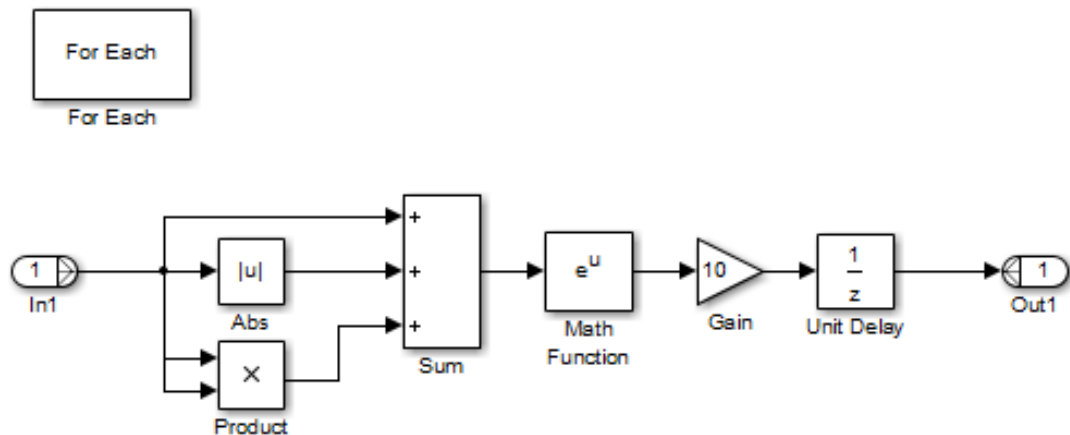 For Each
For Each
1
In1
|u|
Abs
×
Product
+
+
+
Sum
e^u
Math
Function
10
Gain
1
z
Unit Delay
1
Out1